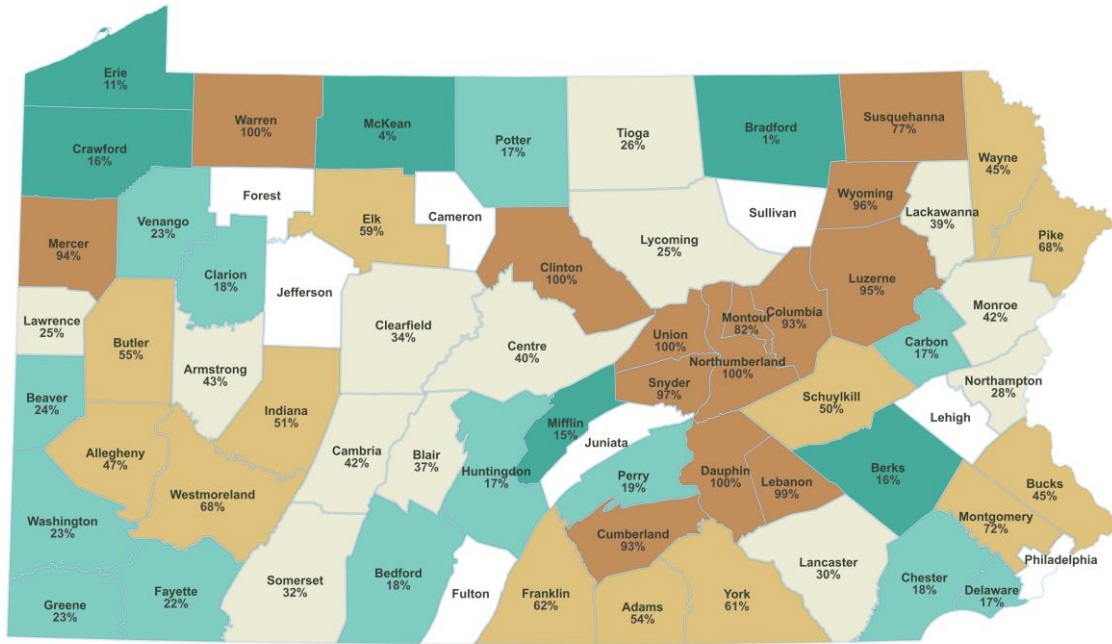 Erie
11%
Warren
100%
McKean
4%
Potter
17%
Tioga
26%
Bradford
1%
Susquehanna
77%
Wayne
45%
Crawford
16%
Forest
Elk
59%
Cameron
Sullivan
Wyoming
96%
Lackawanna
39%
Pike
68%
Venango
23%
Mercer
94%
Clarion
18%
Jefferson
Clinton
100%
Lycoming
25%
Luzerne
95%
Columbia
93%
Montour
82%
Monroe
42%
Lawrence
25%
Butler
55%
Armstrong
43%
Clearfield
34%
Centre
40%
Union
100%
Northumberland
100%
Snyder
97%
Carbon
17%
Northampton
28%
Beaver
24%
Indiana
51%
Schuylkill
50%
Lehigh
Allegheny
47%
Cambria
42%
Blair
37%
Huntingdon
17%
Mifflin
15%
Juniata
Perry
19%
Dauphin
100%
Lebanon
99%
Berks
16%
Bucks
45%
Westmoreland
68%
Montgomery
72%
Washington
23%
Cumberland
93%
Philadelphia
Lancaster
30%
Greene
23%
Fayette
22%
Somerset
32%
Bedford
18%
Fulton
Franklin
62%
Adams
54%
York
61%
Chester
18%
Delaware
17%